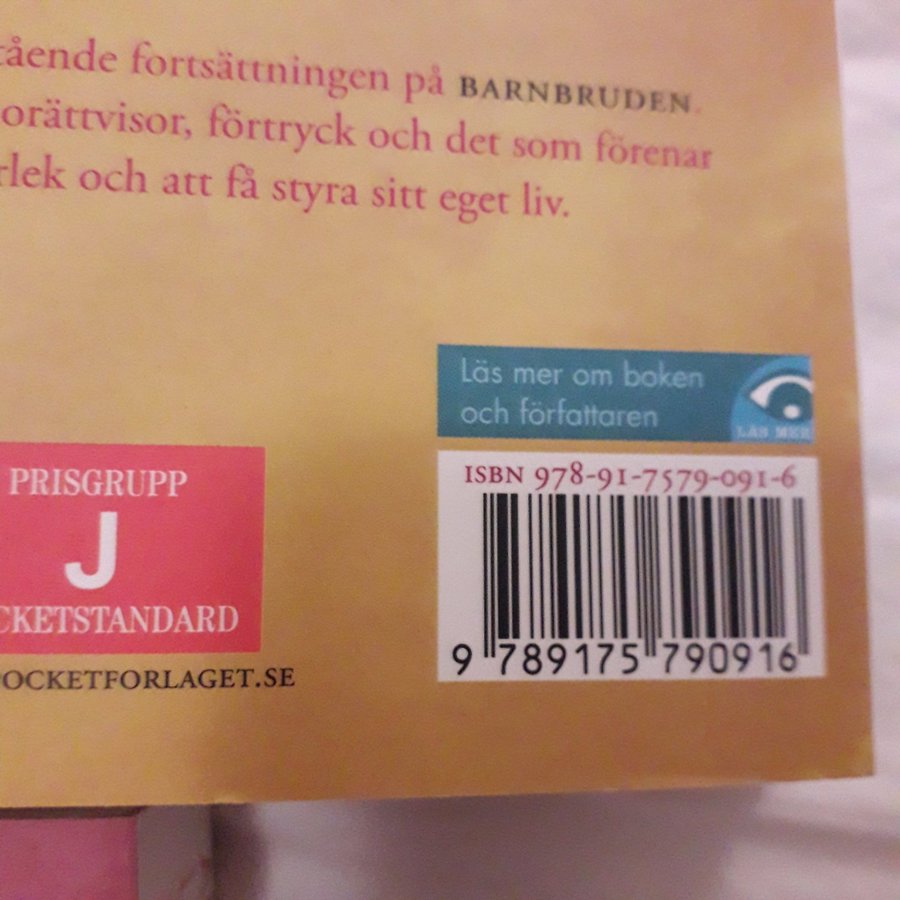 tående fortsättningen på BARNBRUDEN.
orättvisor, förtryck och det som förenar
rlek och att få styra sitt eget liv.
Läs mer om boken
och författaren
LÄS MER
ISBN 978-91-7579-091-6
9 789175 790916
PRISGRUPP
J
CKETSTANDARD
OCKETFORLAGET.SE